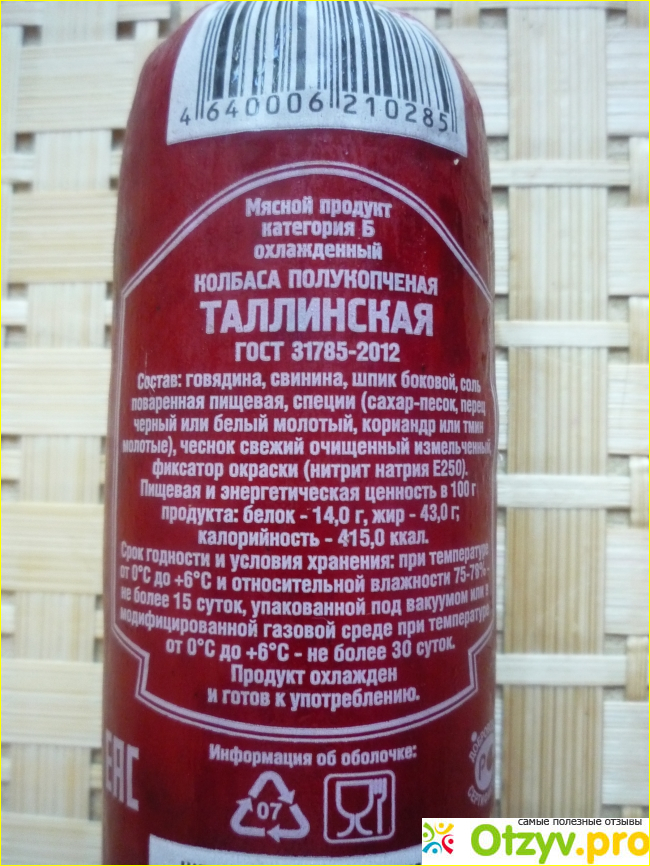 4 640006 210285
Мясной продукт
категория Б
охлажденный
КОЛБАСА ПОЛУКОПЧЕНАЯ
ТАЛЛИНСКАЯ
ГОСТ 31785-2012
Состав: говядина, свинина, шпик боковой, соль
поваренная пищевая, специи (сахар-песок, перец
черный или белый молотый, кориандр или тмин
молотые), чеснок свежий очищенный измельченный,
фиксатор окраски (нитрит натрия Е250).
Пищевая и энергетическая ценность в 100 г
продукта: белок - 14,0 г, жир - 43,0 г;
калорийность - 415,0 ккал.
Срок годности и условия хранения: при температуре
от 0°С до +6°С и относительной влажности 75-78% -
не более 15 суток, упакованной под вакуумом или в
модифицированной газовой среде при температуре
от 0°С до +6°С - не более 30 суток.
Продукт охлажден
и готов к употреблению.
Информация об оболочке:
EAC
07
самые полезные отзывы
Otzyv.pro